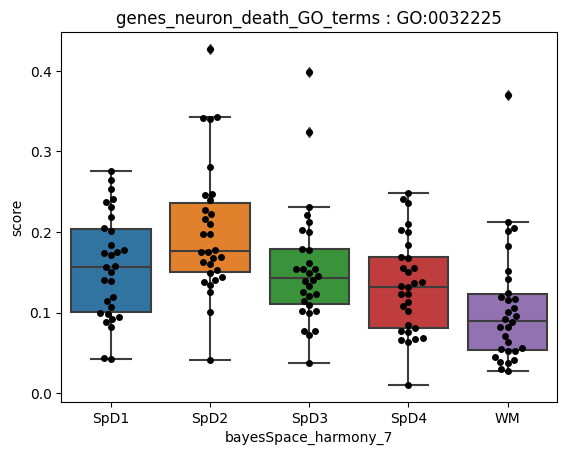 genes_neuron_death_GO_terms : GO:0032225
score
0.4
0.3
0.2
0.1
0.0
SpD1 SpD2 SpD3 SpD4 WM
bayesSpace_harmony_7